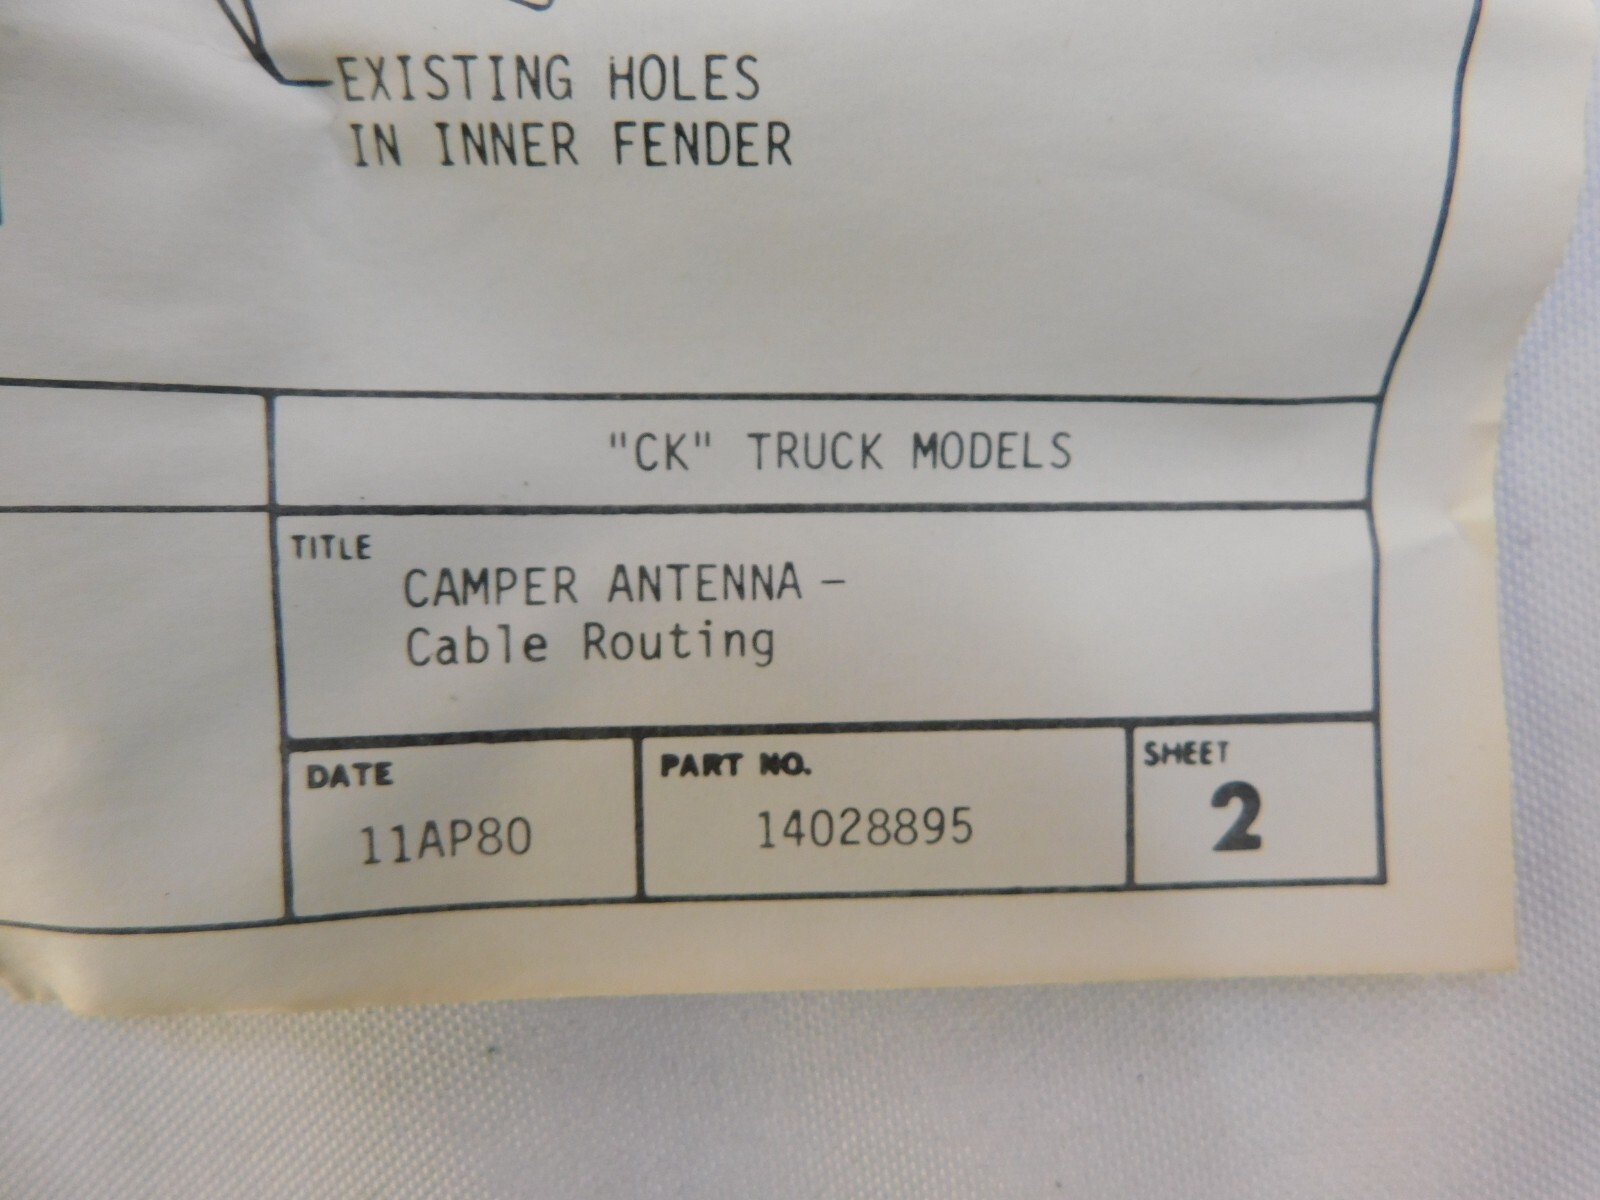 EXISTING HOLES
IN INNER FENDER
"CK" TRUCK MODELS
TITLE
CAMPER ANTENNA –
Cable Routing
DATE
11AP80
PART NO.
14028895
SHEET
2